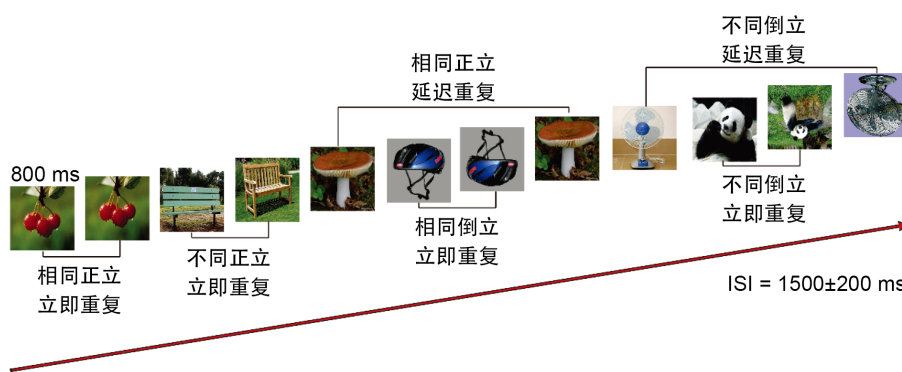 不同倒立
延迟重复
相同正立
延迟重复
800 ms
不同倒立
立即重复
相同倒立
立即重复
不同正立
立即重复
相同正立
立即重复
ISI = 1500±200 ms